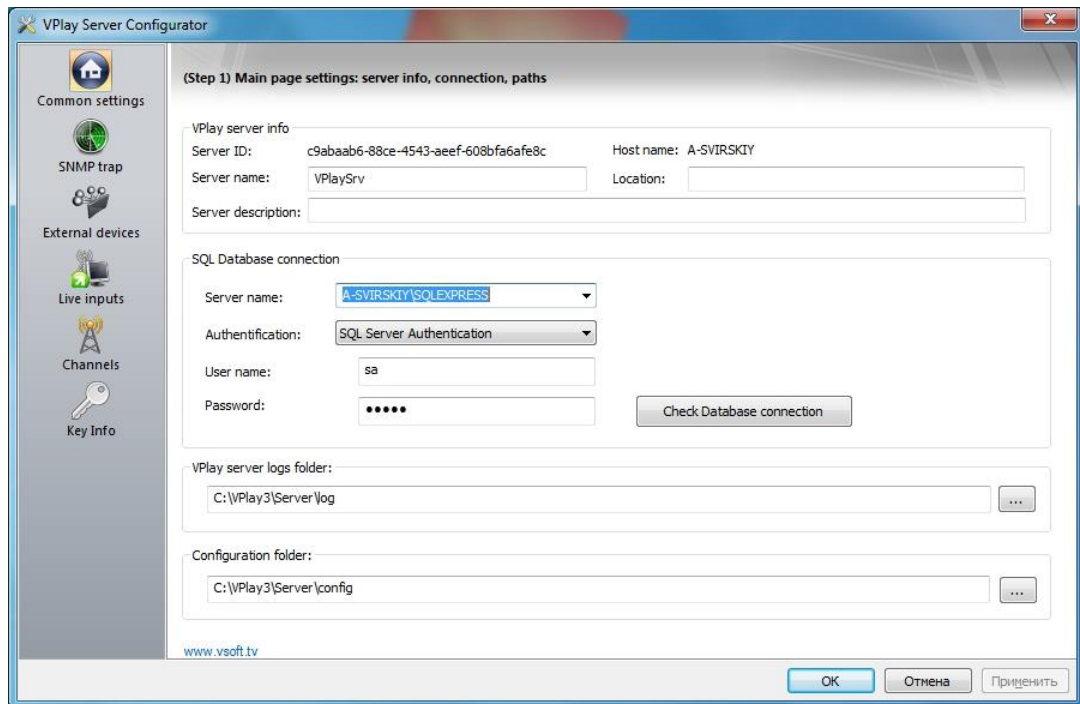 VPlay Server Configurator
Common settings
SNMP trap
External devices
Live inputs
Channels
Key Info
(Step 1) Main page settings: server info, connection, paths
VPlay server info
Server ID: c9abaab6-88ce-4543-aeef-608bfa6afe8c Host name: A-SVIRSKIY
Server name: VPlaySrv Location:
Server description:
SQL Database connection
Server name: A-SVIRSKIY\SQLEXPRESS
Authentification: SQL Server Authentication
User name: sa
Password: ●●●●●
Check Database connection
VPlay server logs folder:
C:\VPlay3\Server\log ...
Configuration folder:
C:\VPlay3\Server\config ...
www.vsoft.tv
OK Отмена Применить